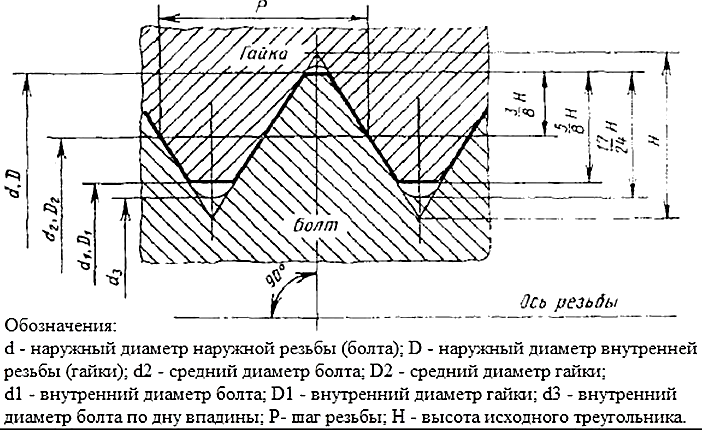 P
Гайка
3/8 H
5/8 H
17/24
H
d, D
d2, D2
d1, D1
d3
болт
90°
Ось резьбы
Обозначения:
d - наружный диаметр наружной резьбы (болта); D - наружный диаметр внутренней
резьбы (гайки); d2 - средний диаметр болта; D2 - средний диаметр гайки;
d1 - внутренний диаметр болта; D1 - внутренний диаметр гайки; d3 - внутренний
диаметр болта по дну впадины; P- шаг резьбы; H - высота исходного треугольника.